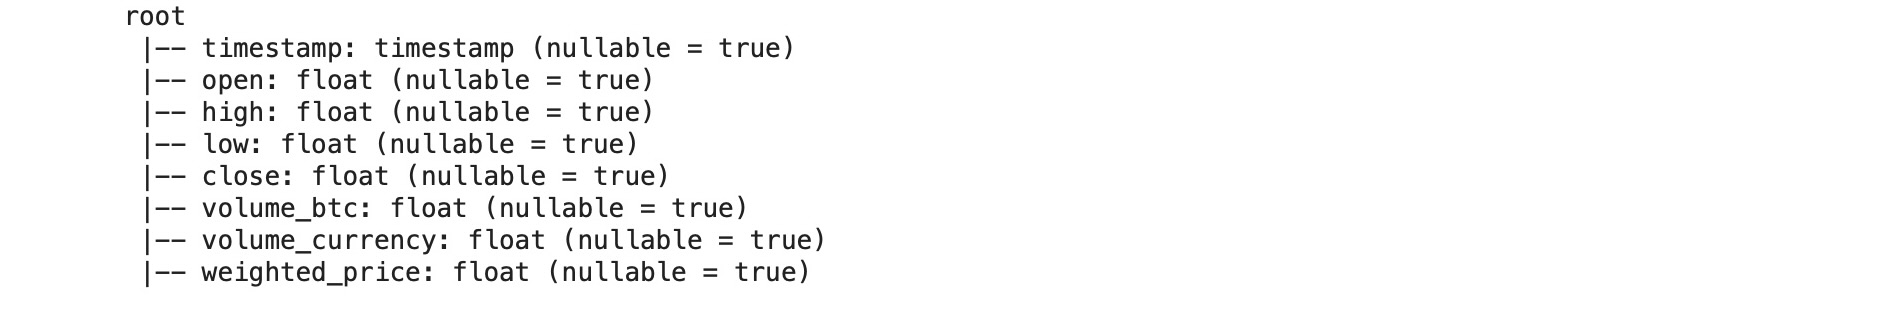 root
 |-- timestamp: timestamp (nullable = true)
 |-- open: float (nullable = true)
 |-- high: float (nullable = true)
 |-- low: float (nullable = true)
 |-- close: float (nullable = true)
 |-- volume_btc: float (nullable = true)
 |-- volume_currency: float (nullable = true)
 |-- weighted_price: float (nullable = true)